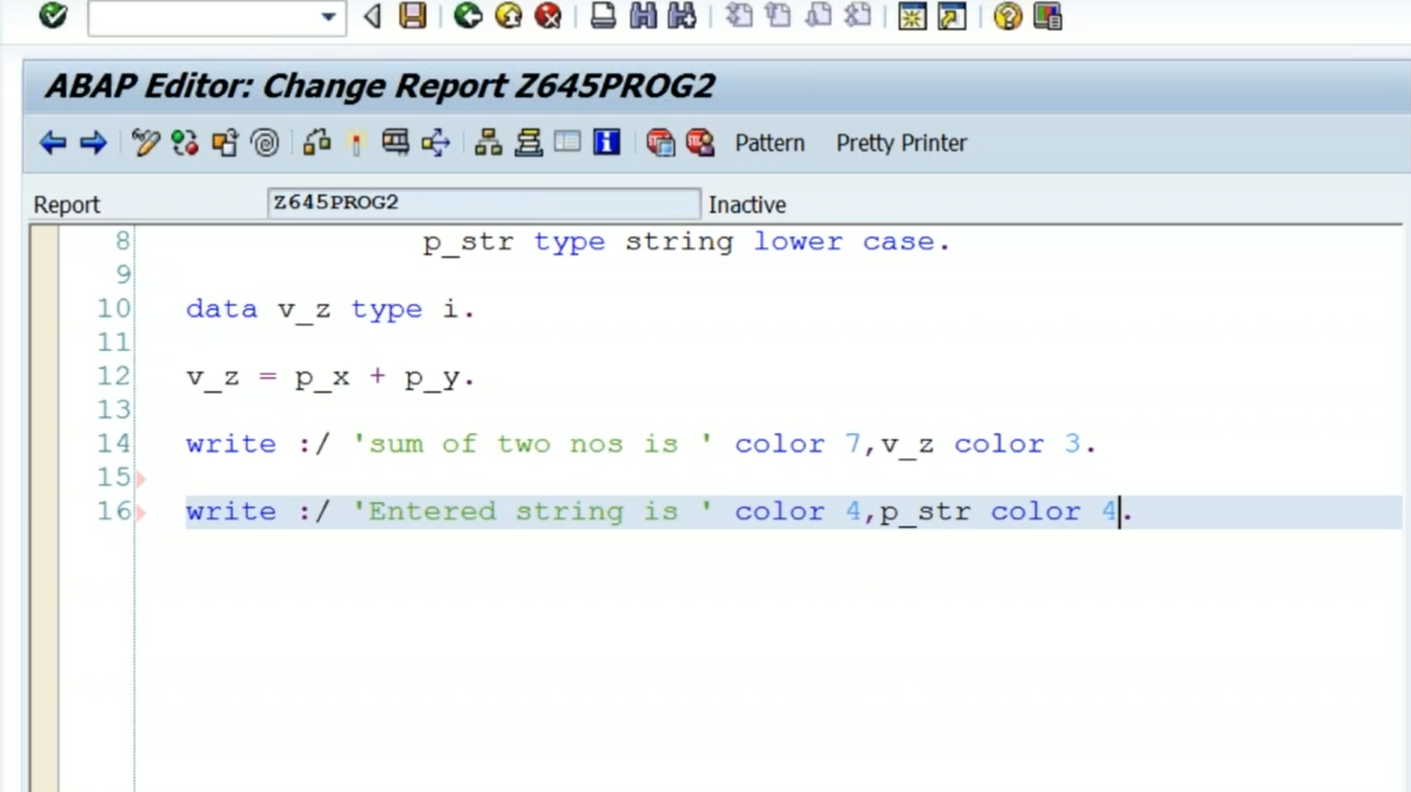 ABAP Editor: Change Report Z645PROG2
Pattern Pretty Printer
Report Z645PROG2 Inactive
8 p_str type string lower case.
9
10 data v_z type i.
11
12 v_z = p_x + p_y.
13
14 write :/ 'sum of two nos is ' color 7,v_z color 3.
15
16 write :/ 'Entered string is ' color 4,p_str color 4.